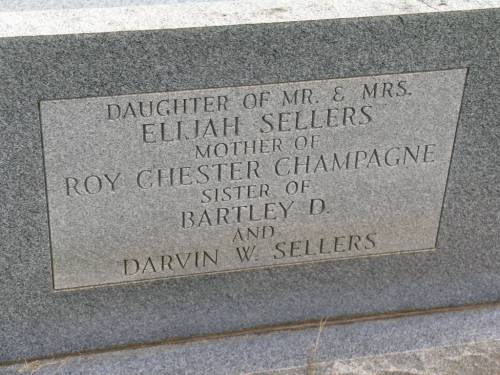 DAUGHTER OF MR. & MRS.
ELIJAH SELLERS
MOTHER OF
ROY CHESTER CHAMPAGNE
SISTER OF
BARTLEY D.
AND
DARVIN W. SELLERS